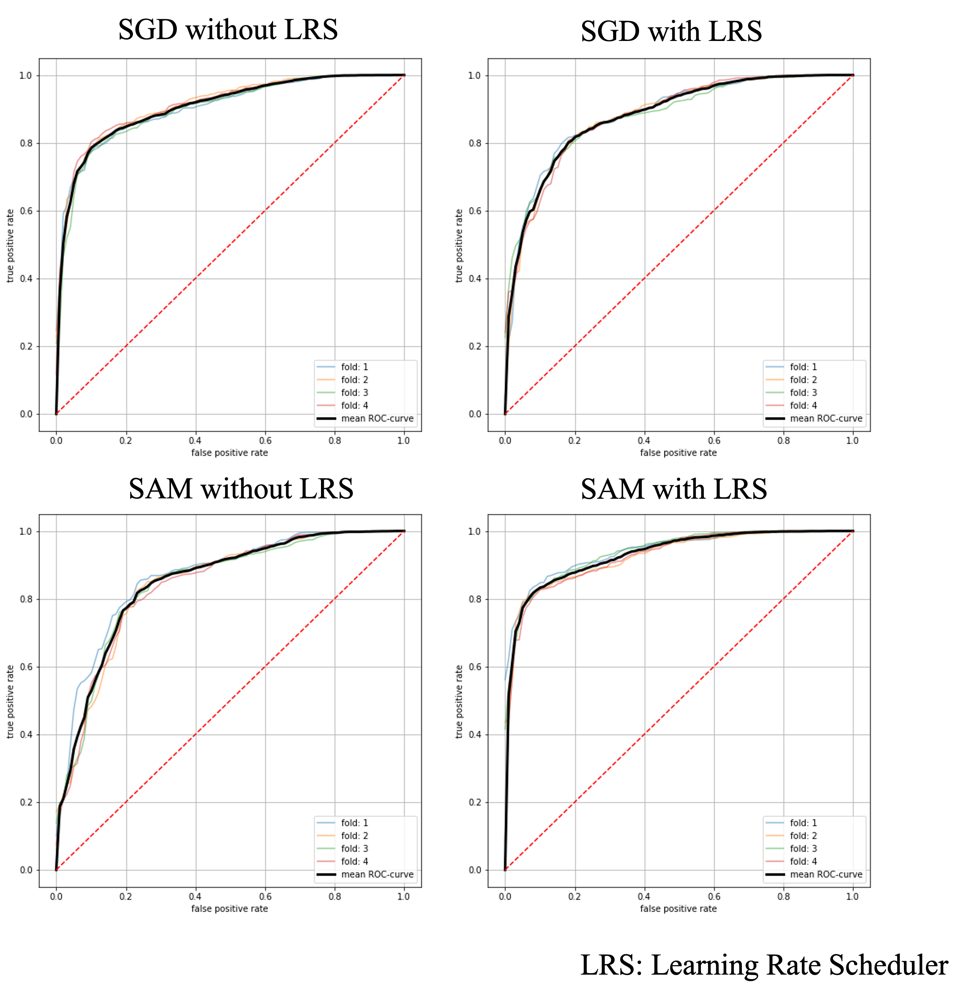 SGD without LRS
SGD with LRS
1.0
0.8
0.6
0.4
0.2
0.0
true positive rate
fold: 1
fold: 2
fold: 3
fold: 4
mean ROC-curve
0.0 0.2 0.4 0.6 0.8 1.0
false positive rate
1.0
0.8
0.6
0.4
0.2
0.0
true positive rate
fold: 1
fold: 2
fold: 3
fold: 4
mean ROC-curve
0.0 0.2 0.4 0.6 0.8 1.0
false positive rate
SAM without LRS
SAM with LRS
1.0
0.8
0.6
0.4
0.2
0.0
true positive rate
fold: 1
fold: 2
fold: 3
fold: 4
mean ROC-curve
0.0 0.2 0.4 0.6 0.8 1.0
false positive rate
1.0
0.8
0.6
0.4
0.2
0.0
true positive rate
fold: 1
fold: 2
fold: 3
fold: 4
mean ROC-curve
0.0 0.2 0.4 0.6 0.8 1.0
false positive rate
LRS: Learning Rate Scheduler